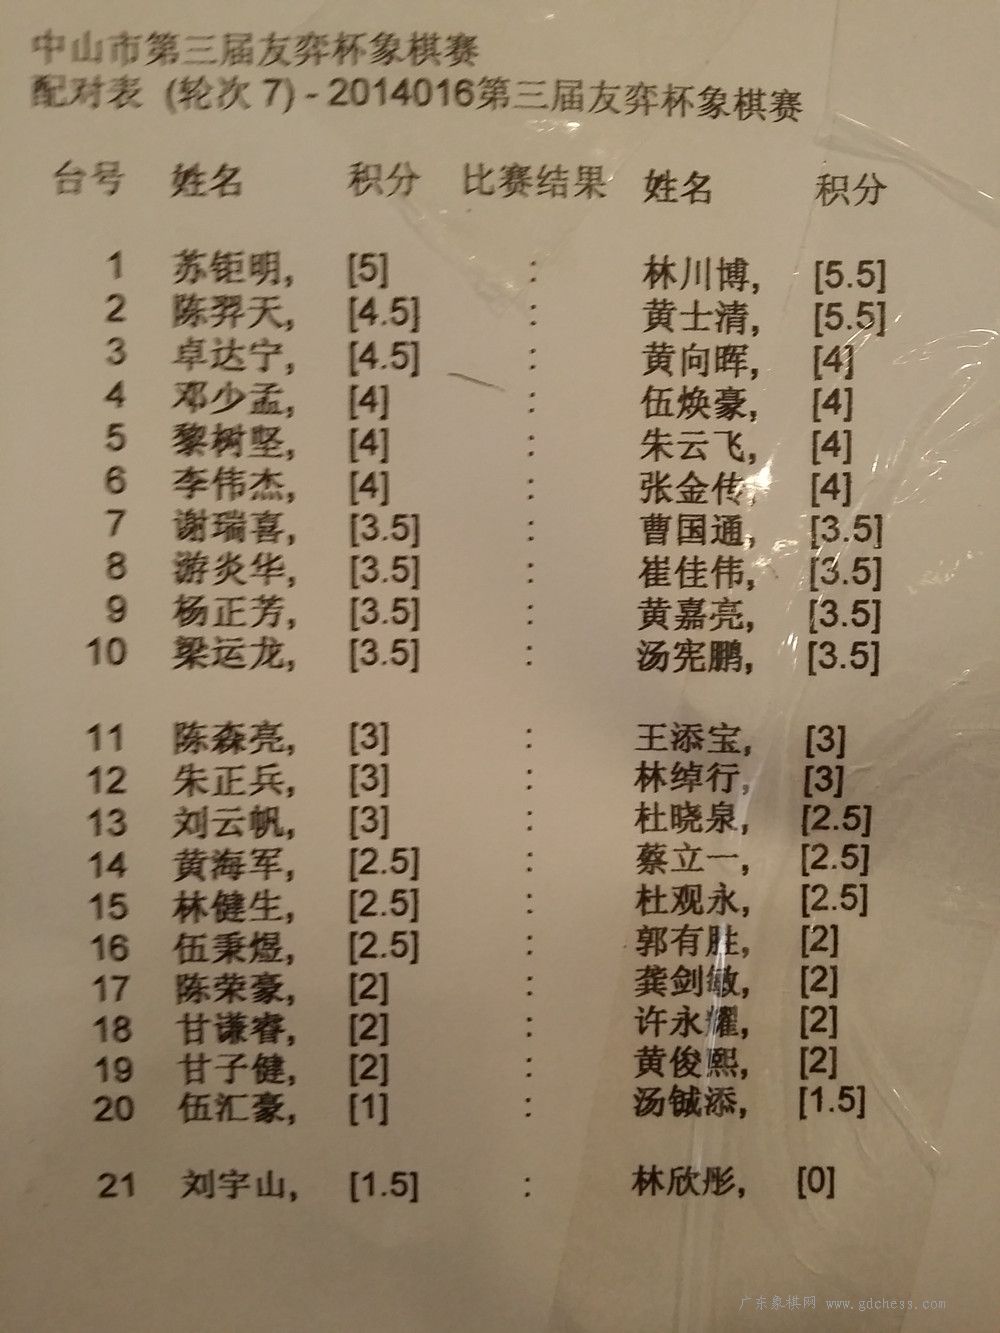 中山市第三届友弈杯象棋赛
配对表 (轮次 7) - 2014016第三届友弈杯象棋赛
台号 姓名 积分 比赛结果 姓名 积分
1 苏钜明, [5] : 林川博, [5.5]
2 陈羿天, [4.5] : 黄士清, [5.5]
3 卓达宁, [4.5] : 黄向晖, [4]
4 邓少孟, [4] : 伍焕豪, [4]
5 黎树坚, [4] : 朱云飞, [4]
6 李伟杰, [4] : 张金传, [4]
7 谢瑞喜, [3.5] : 曹国通, [3.5]
8 游炎华, [3.5] : 崔佳伟, [3.5]
9 杨正芳, [3.5] : 黄嘉亮, [3.5]
10 梁运龙, [3.5] : 汤宪鹏, [3.5]
11 陈森亮, [3] : 王添宝, [3]
12 朱正兵, [3] : 林绰行, [3]
13 刘云帆, [3] : 杜晓泉, [2.5]
14 黄海军, [2.5] : 蔡立一, [2.5]
15 林健生, [2.5] : 杜观永, [2.5]
16 伍秉煜, [2.5] : 郭有胜, [2]
17 陈荣豪, [2] : 龚剑敏, [2]
18 甘谦睿, [2] : 许永耀, [2]
19 甘子健, [2] : 黄俊熙, [2]
20 伍汇豪, [1] : 汤铖添, [1.5]
21 刘宇山, [1.5] : 林欣彤, [0]
广东象棋网 www.gdchess.com